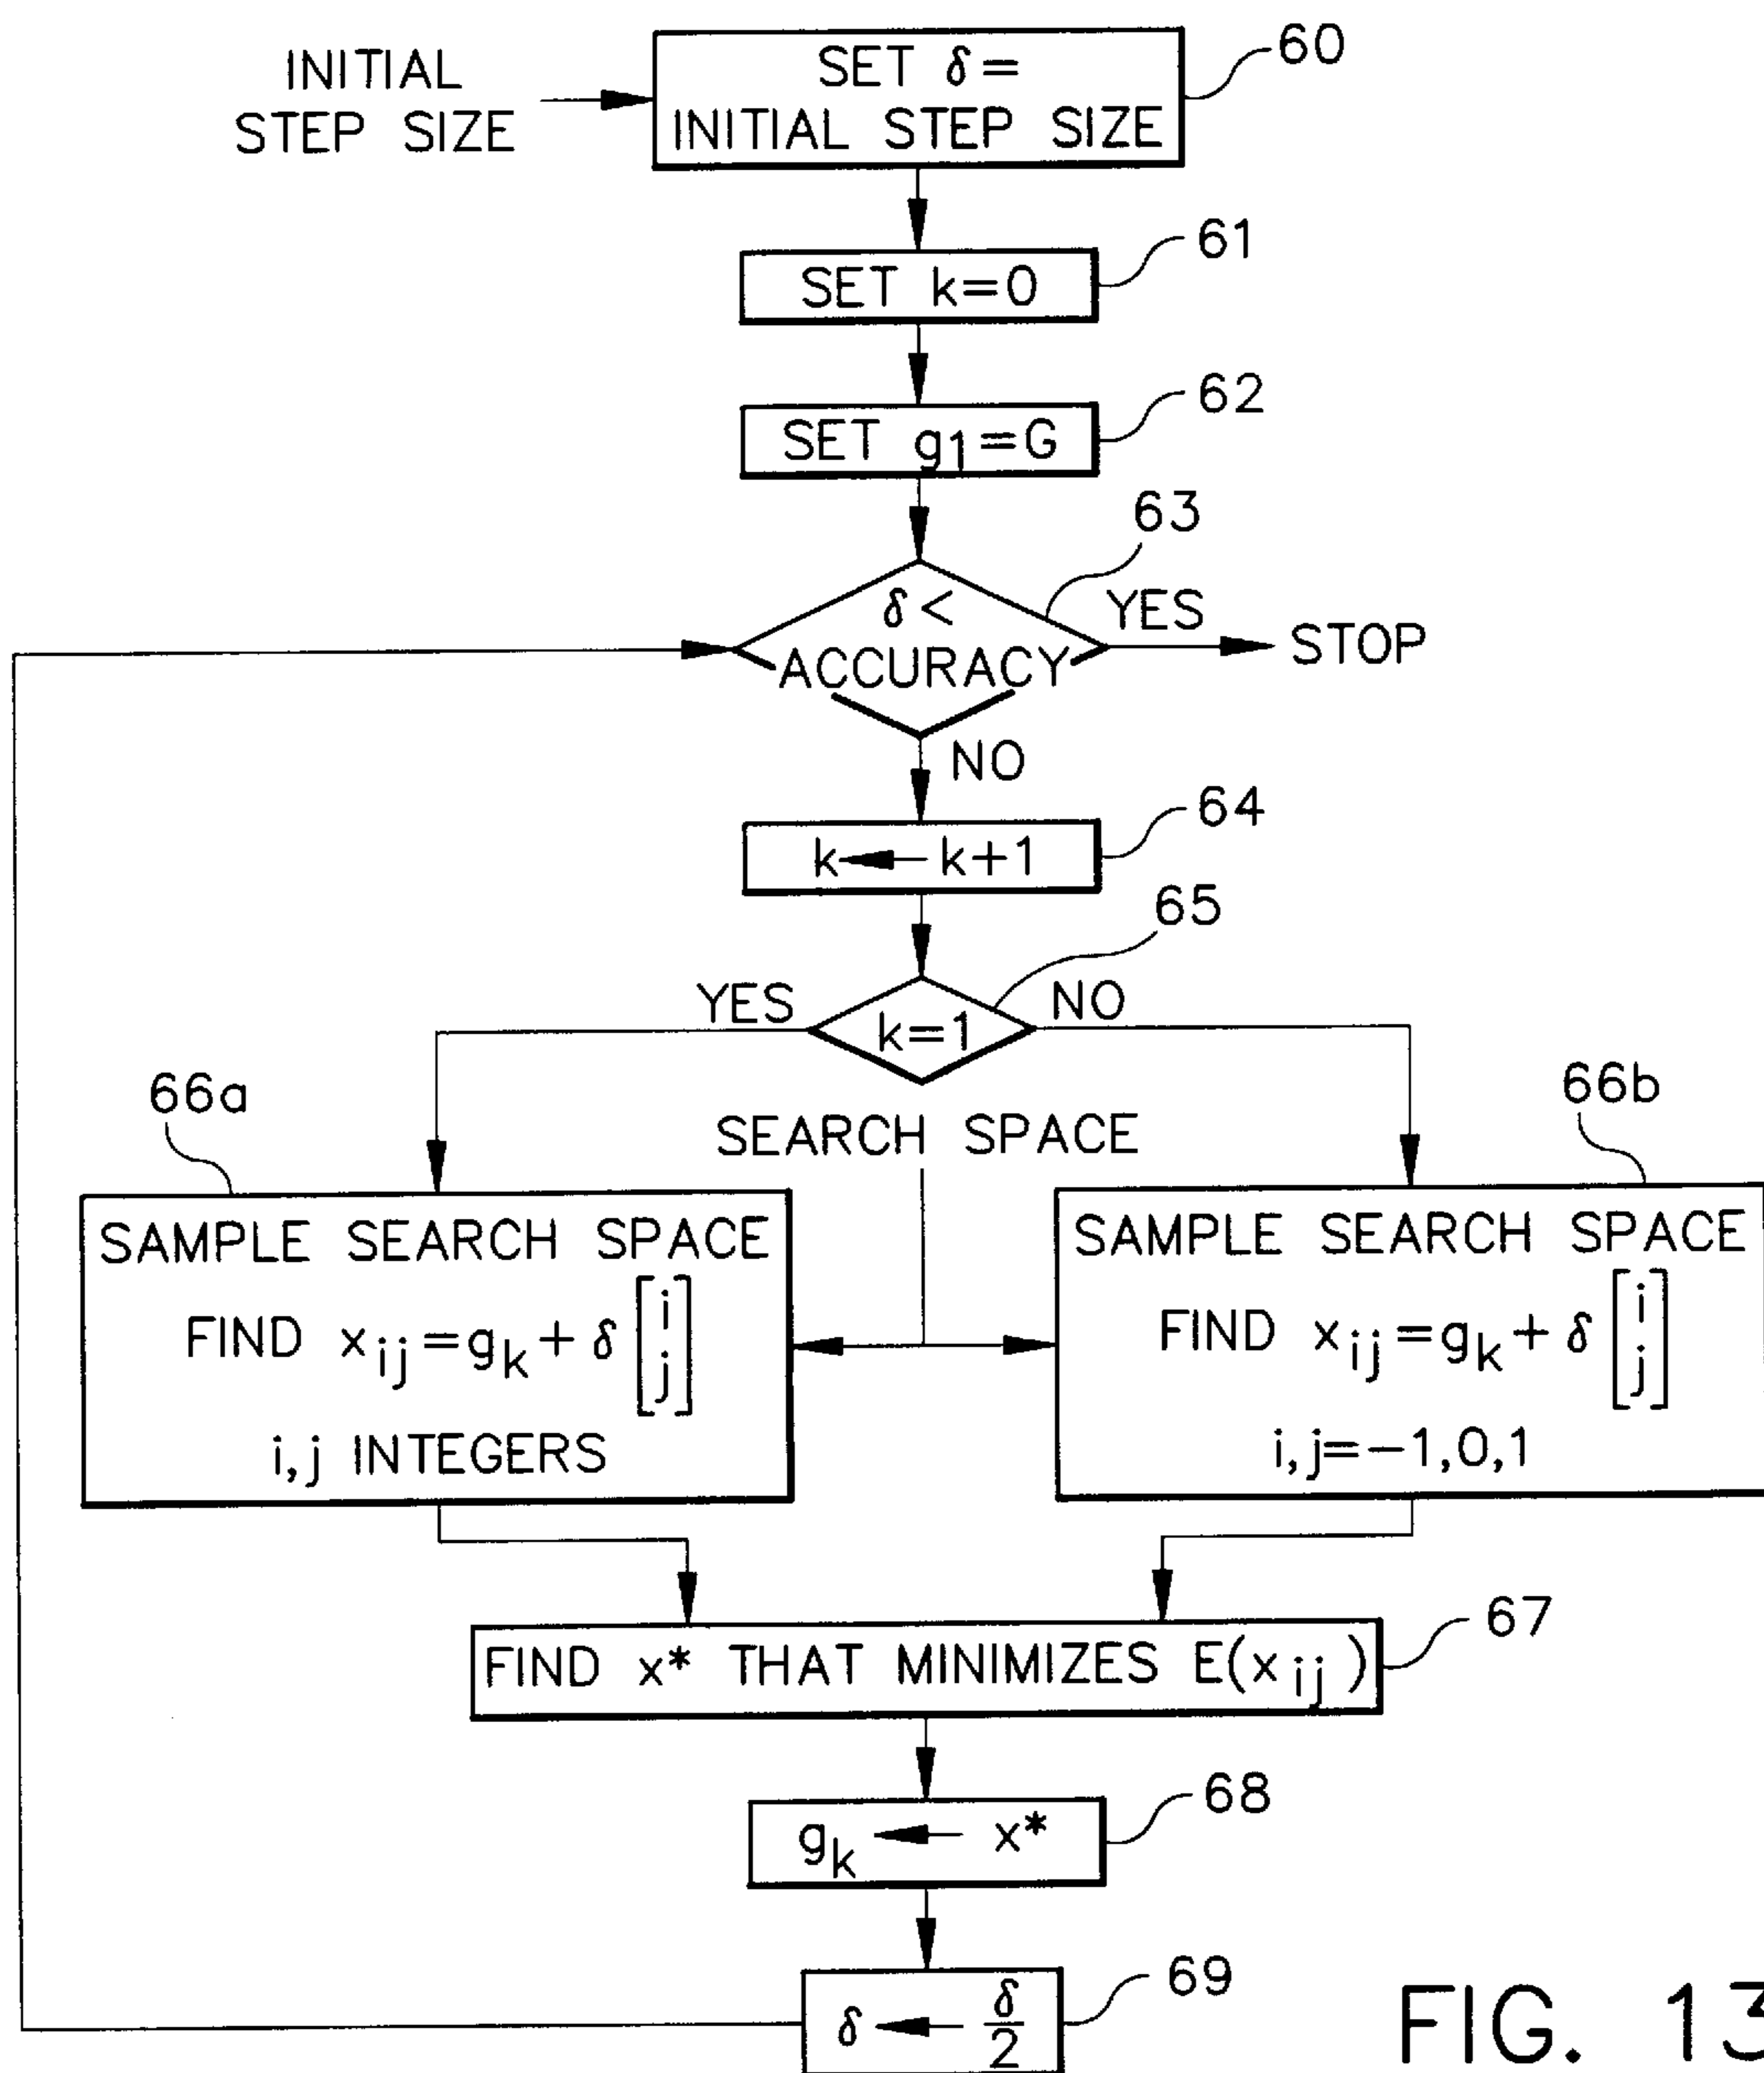 INITIAL
STEP SIZE
SET δ =
INITIAL STEP SIZE
60
SET k=0
61
SET g1=G
62
63
δ <
ACCURACY
YES
STOP
NO
64
k ← k+1
65
YES
k=1
NO
66a
66b
SEARCH SPACE
SAMPLE SEARCH SPACE
FIND xij=gk+δ [i j]
i,j INTEGERS
SAMPLE SEARCH SPACE
FIND xij=gk+δ [i j]
i,j=−1,0,1
67
FIND x* THAT MINIMIZES E(xij)
68
gk ← x*
69
δ ← δ/2
FIG. 13